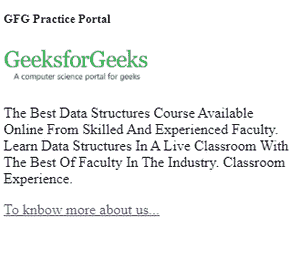 GFG Practice Portal
GeeksforGeeks
A computer science portal for geeks
The Best Data Structures Course Available
Online From Skilled And Experienced Faculty.
Learn Data Structures In A Live Classroom With
The Best Of Faculty In The Industry. Classroom
Experience.
To knbow more about us...